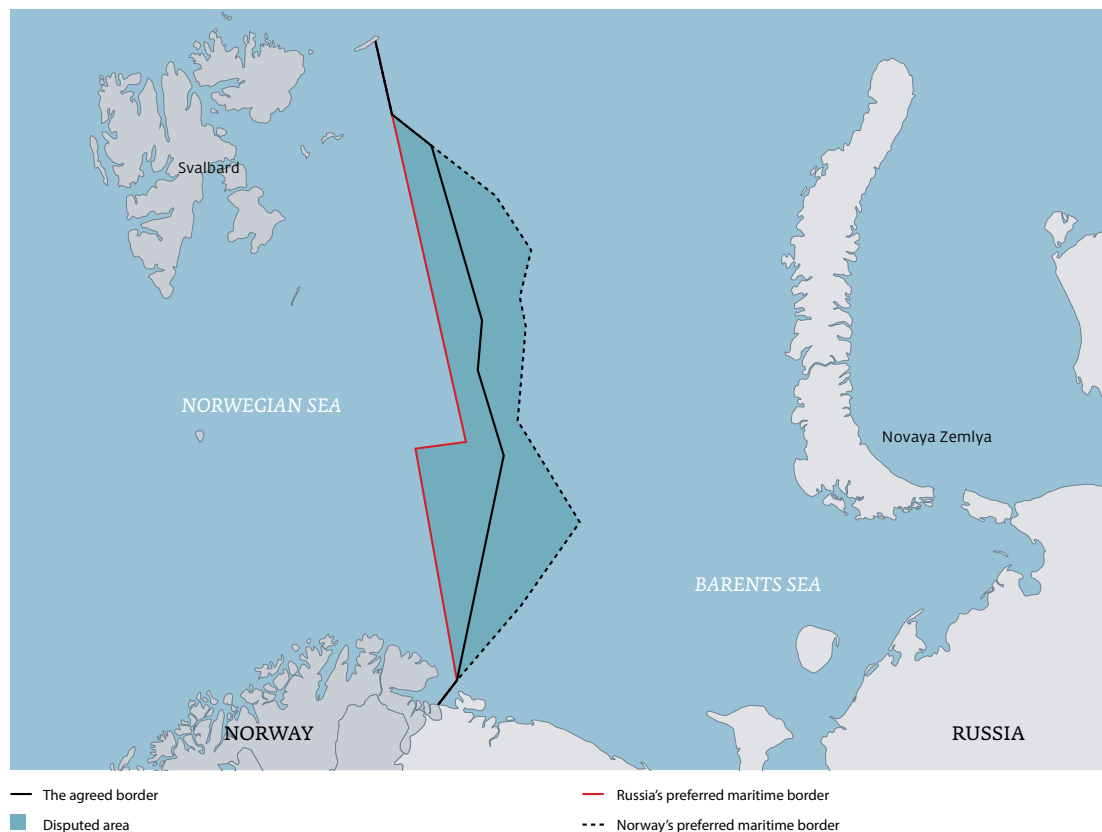 Svalbard
NORWEGIAN SEA
Novaya Zemlya
BARENTS SEA
NORWAY
RUSSIA
The agreed border
Russia's preferred maritime border
Disputed area
Norway's preferred maritime border